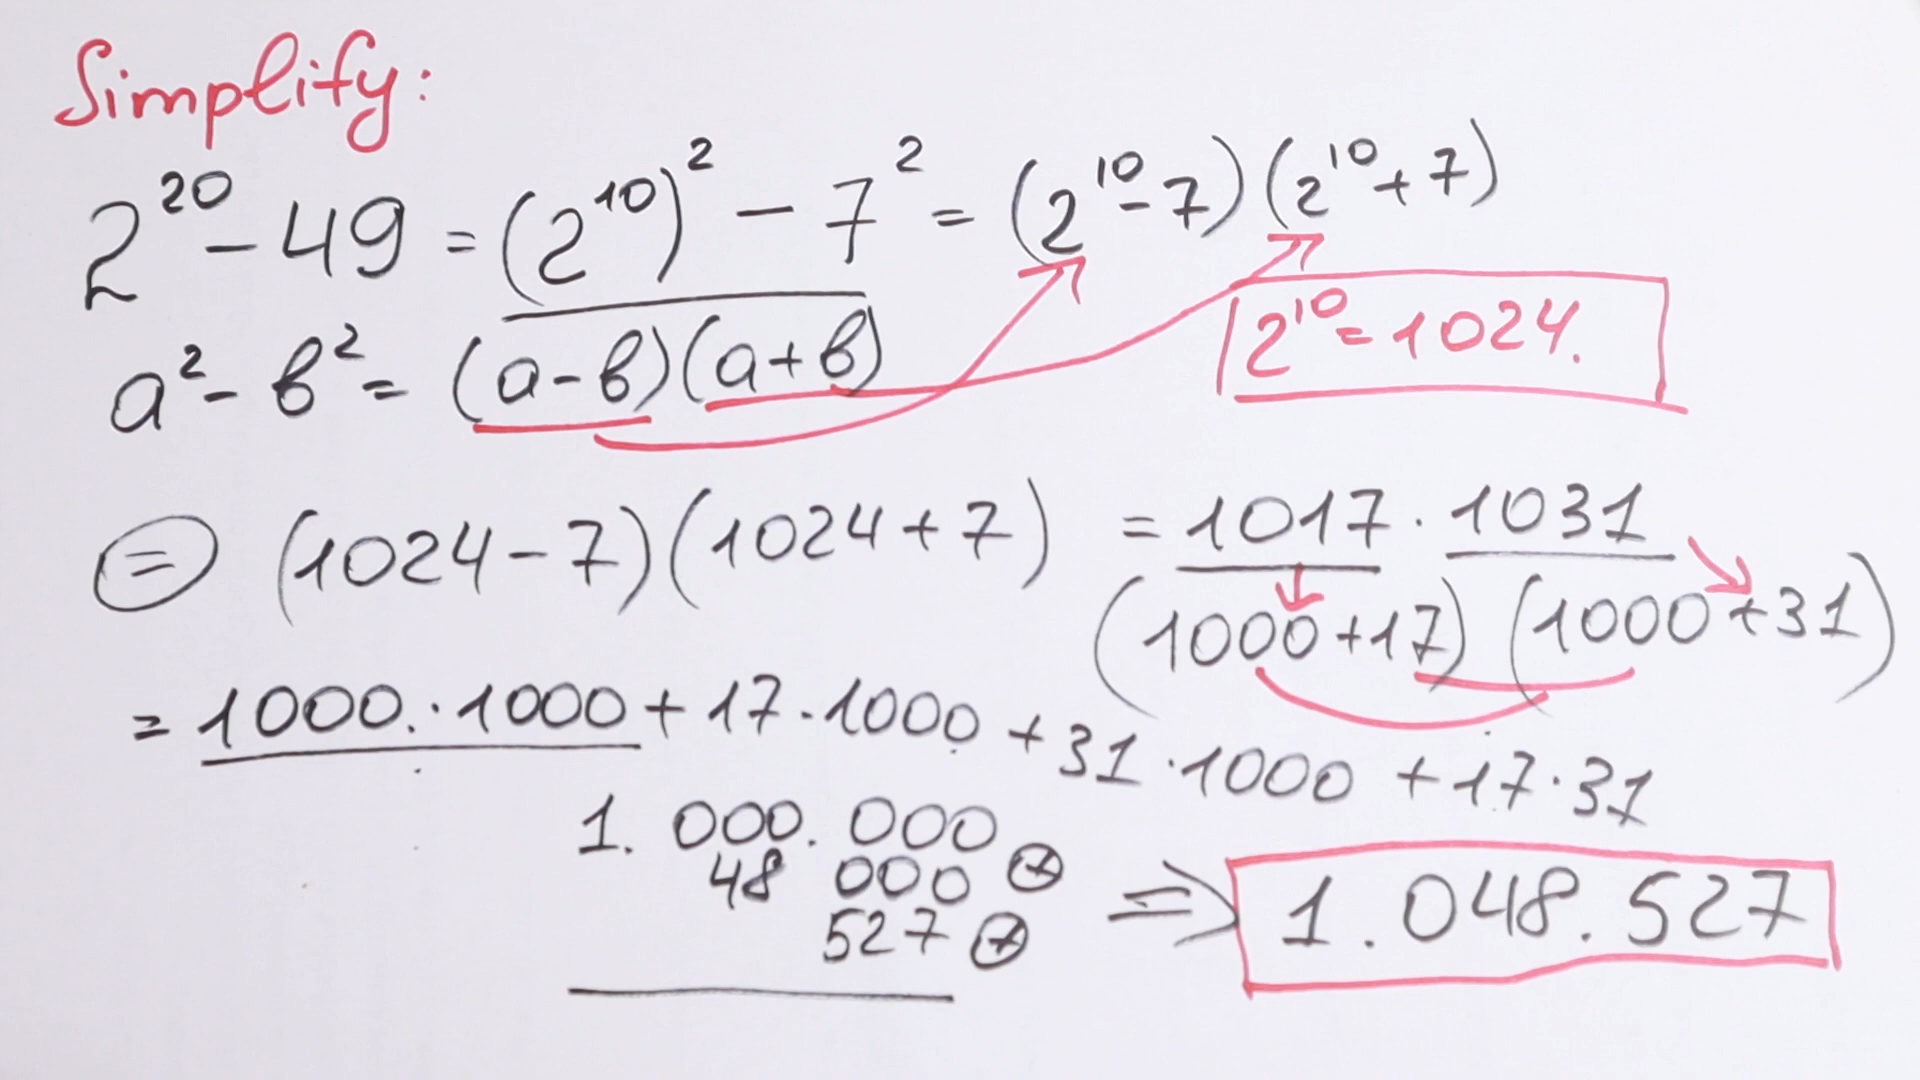 Simplify:
2²⁰ - 49 = (2¹⁰)² - 7² = (2¹⁰ - 7)(2¹⁰ + 7)
a² - в² = (a - в)(a + в)
2¹⁰ = 1024.
= (1024 - 7)(1024 + 7) = 1017 · 1031
(1000 + 17) (1000 + 31)
= 1000 · 1000 + 17 · 1000 + 31 · 1000 + 17 · 31
1. 000. 000
48 000 +
527 +
⇒ 1. 048. 527